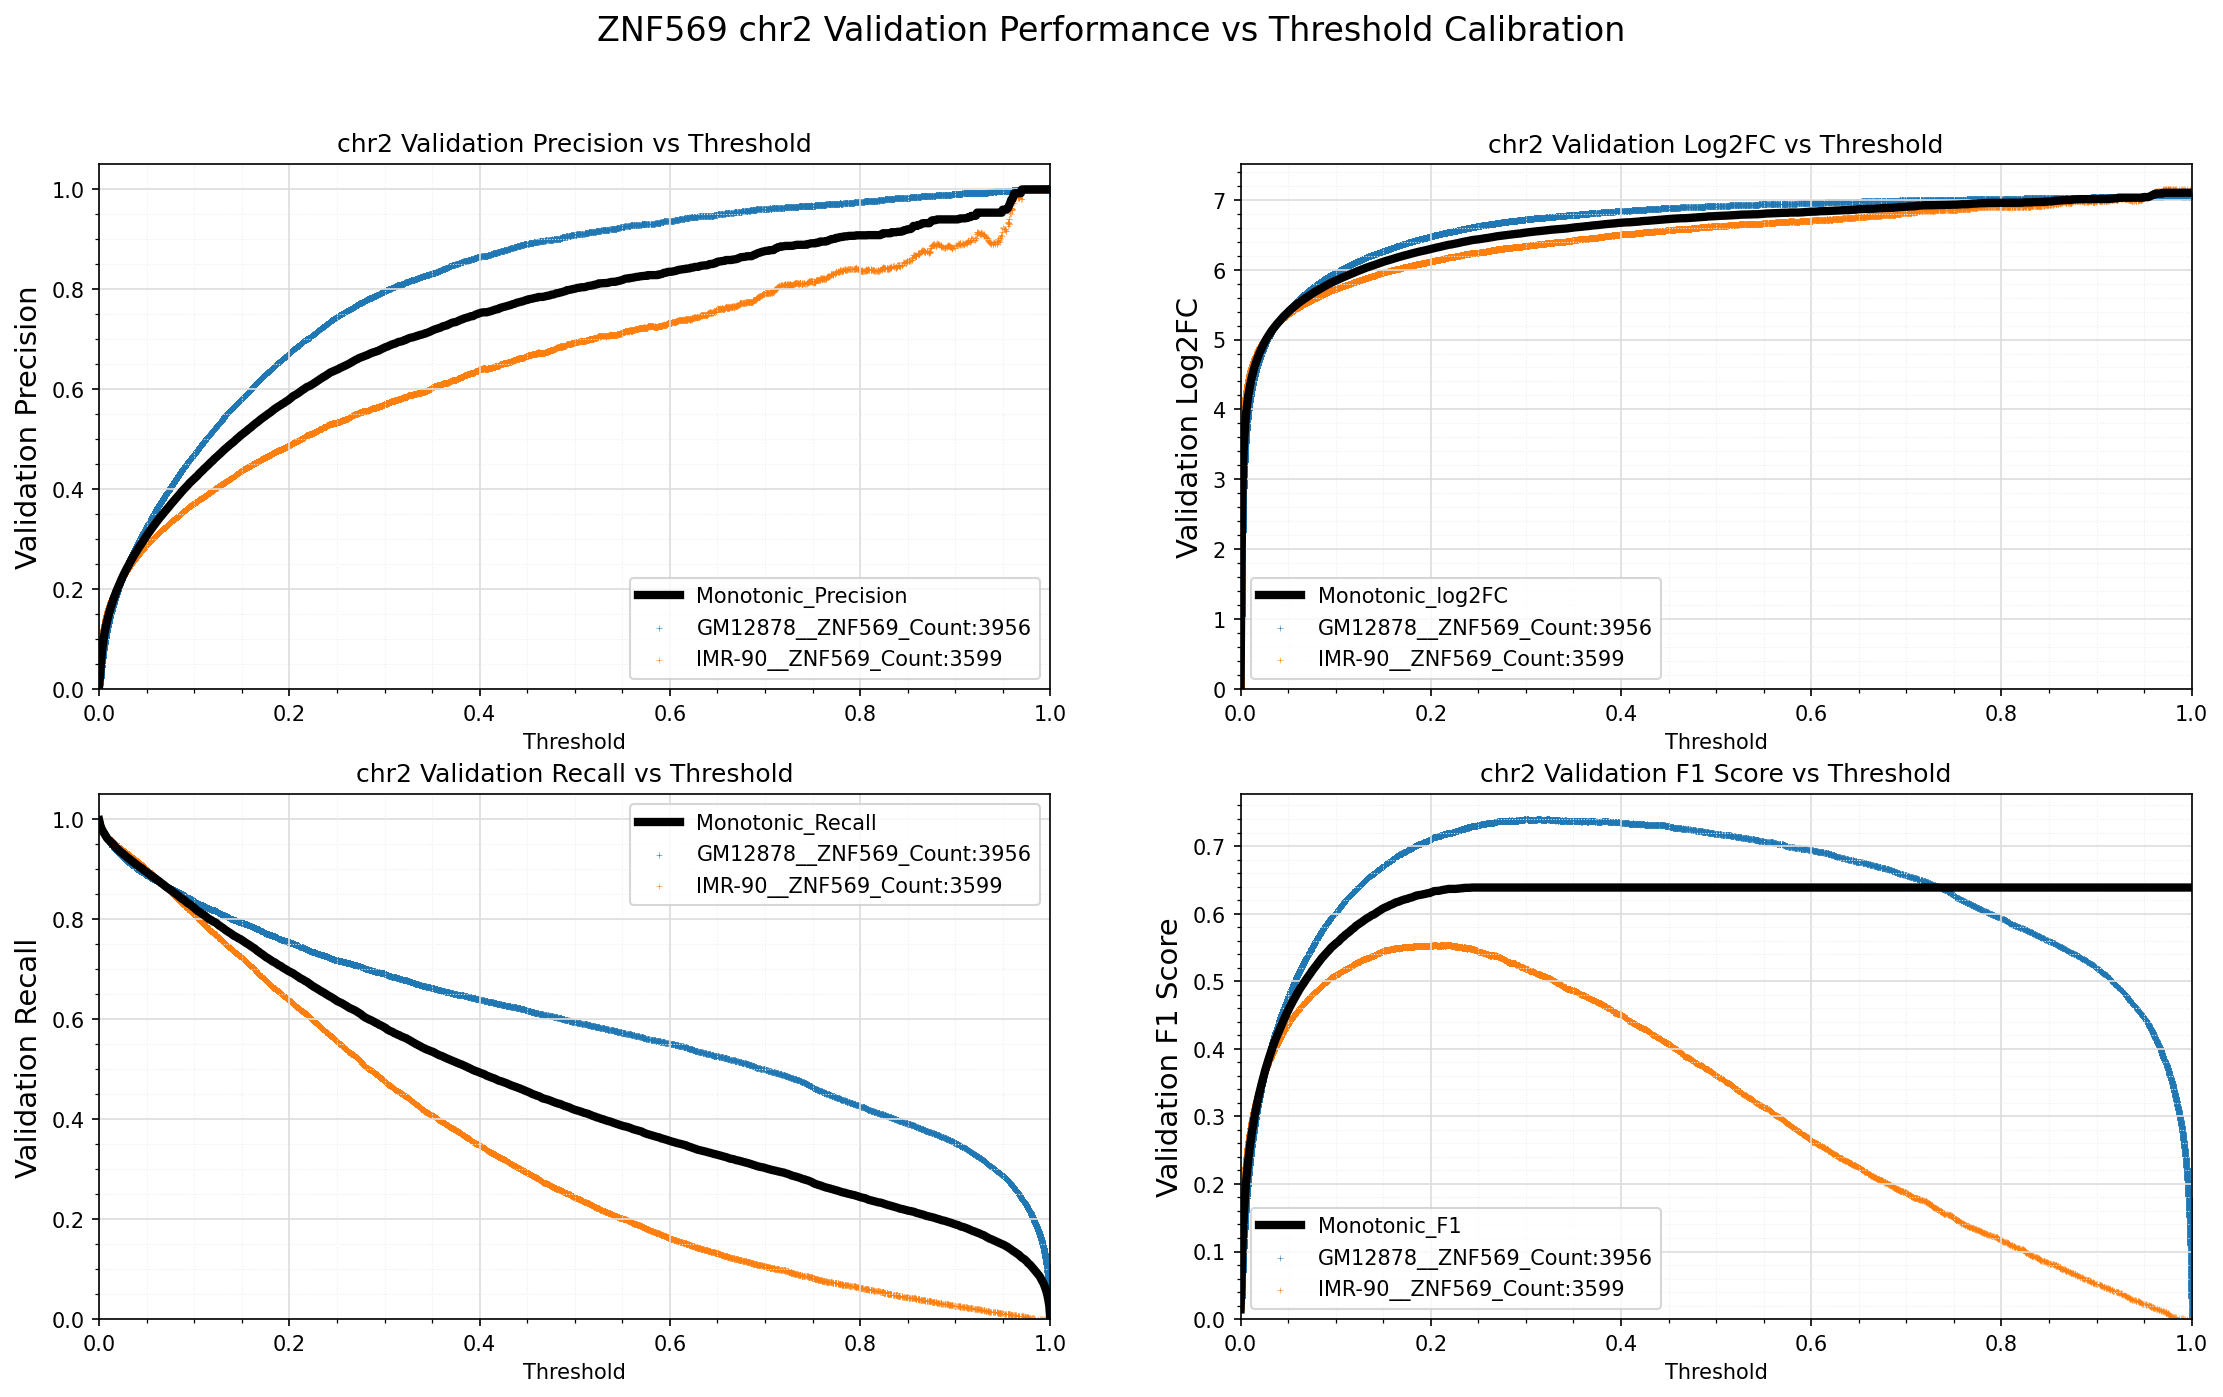 ZNF569 chr2 Validation Performance vs Threshold Calibration
chr2 Validation Precision vs Threshold
Validation Precision
1.0
0.8
0.6
0.4
0.2
0.0
Monotonic_Precision
GM12878__ZNF569_Count:3956
IMR-90__ZNF569_Count:3599
0.0 0.2 0.4 0.6 0.8 1.0
Threshold
chr2 Validation Log2FC vs Threshold
Validation Log2FC
7
6
5
4
3
2
1
0
Monotonic_log2FC
GM12878__ZNF569_Count:3956
IMR-90__ZNF569_Count:3599
0.0 0.2 0.4 0.6 0.8 1.0
Threshold
chr2 Validation Recall vs Threshold
Validation Recall
1.0
0.8
0.6
0.4
0.2
0.0
Monotonic_Recall
GM12878__ZNF569_Count:3956
IMR-90__ZNF569_Count:3599
0.0 0.2 0.4 0.6 0.8 1.0
Threshold
chr2 Validation F1 Score vs Threshold
Validation F1 Score
0.7
0.6
0.5
0.4
0.3
0.2
0.1
0.0
Monotonic_F1
GM12878__ZNF569_Count:3956
IMR-90__ZNF569_Count:3599
0.0 0.2 0.4 0.6 0.8 1.0
Threshold